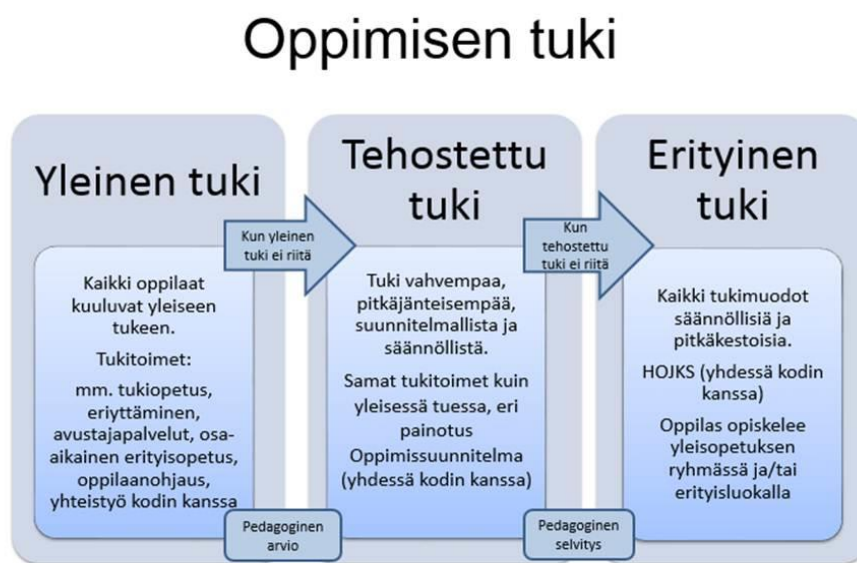 Oppimisen tuki
Yleinen tuki
Kaikki oppilaat
kuuluvat yleiseen
tukeen.
Tukitoimet:
mm. tukiopetus,
eriyttäminen,
avustajapalvelut, osa-
aikainen erityisopetus,
oppilaanohjaus,
yhteistyö kodin kanssa
Kun yleinen
tuki ei riitä
Pedagoginen
arvio
Tehostettu
tuki
Tuki vahvempaa,
pitkäjänteisempää,
suunnitelmallista ja
säännöllistä.
Samat tukitoimet kuin
yleisessä tuessa, eri
painotus
Oppimissuunnitelma
(yhdessä kodin kanssa)
Kun
tehostettu
tuki ei riitä
Pedagoginen
selvitys
Erityinen
tuki
Kaikki tukimuodot
säännöllisiä ja
pitkäkestoisia.
HOJKS (yhdessä kodin
kanssa)
Oppilas opiskelee
yleisopetuksen
ryhmässä ja/tai
erityisluokalla